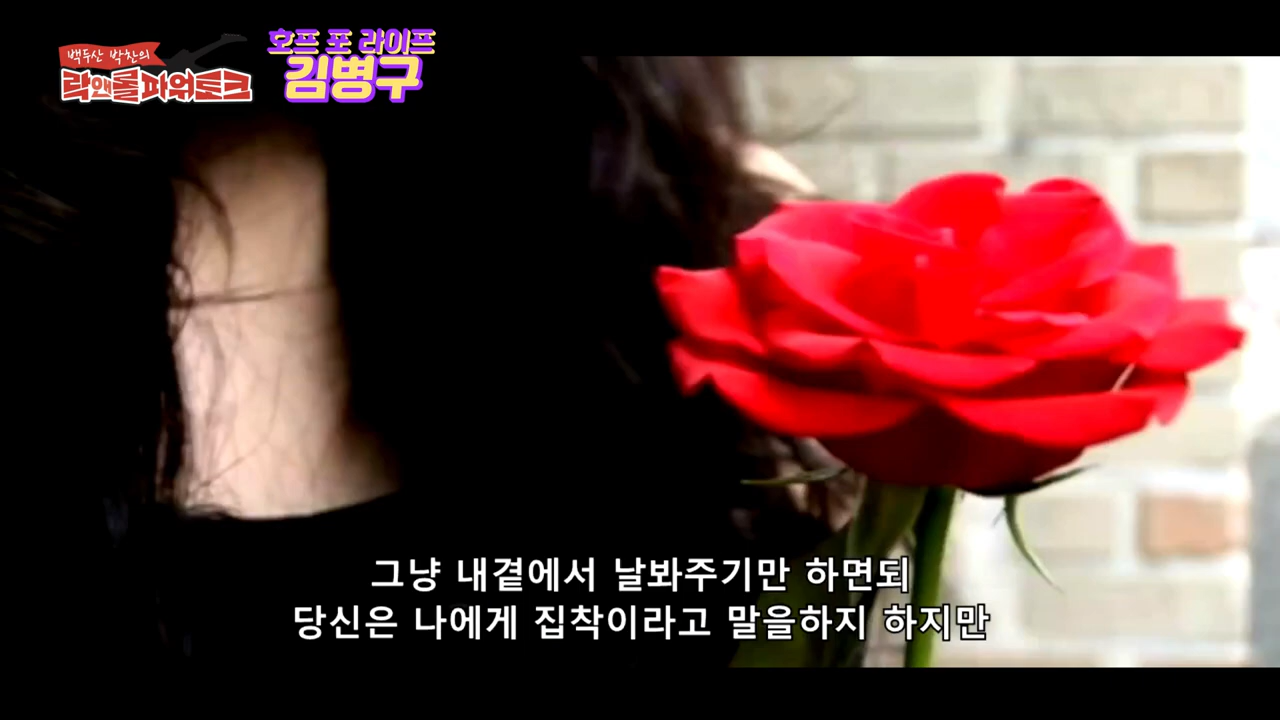 백두산 박찬의
락앤롤파워토크
호프 포 라이프
김병구
그냥 내곁에서 날봐주기만 하면되
당신은 나에게 집착이라고 말을하지 하지만